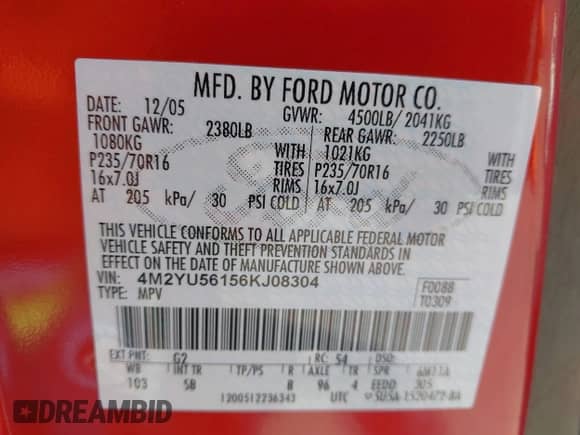 MFD. BY FORD MOTOR CO.
DATE: 12/05 GVWR: 4500LB/ 2041KG
FRONT GAWR: 2380LB REAR GAWR: 2250LB
1080KG WITH 1021KG WITH
P235/70R16 TIRES P235/70R16 TIRES
16x7.0J RIMS 16x7.0J RIMS
AT 205 kPa/ 30 PSI COLD AT 205 kPa/ 30 PSI COLD
THIS VEHICLE CONFORMS TO ALL APPLICABLE FEDERAL MOTOR
VEHICLE SAFETY AND THEFT PREVENTION STANDARDS IN
EFFECT ON THE DATE OF MANUFACTURE SHOWN ABOVE.
VIN: 4M2YU56156KJ08304 F0088
TYPE: MPV T0309
EXT PNT: G2 RC: 54 DSO:
WB INT TR TP/PS R AXLE TR SPR 6M11A
103 5B B 96 4 EEDD 305
1200512236343 UTC
DREAMBID